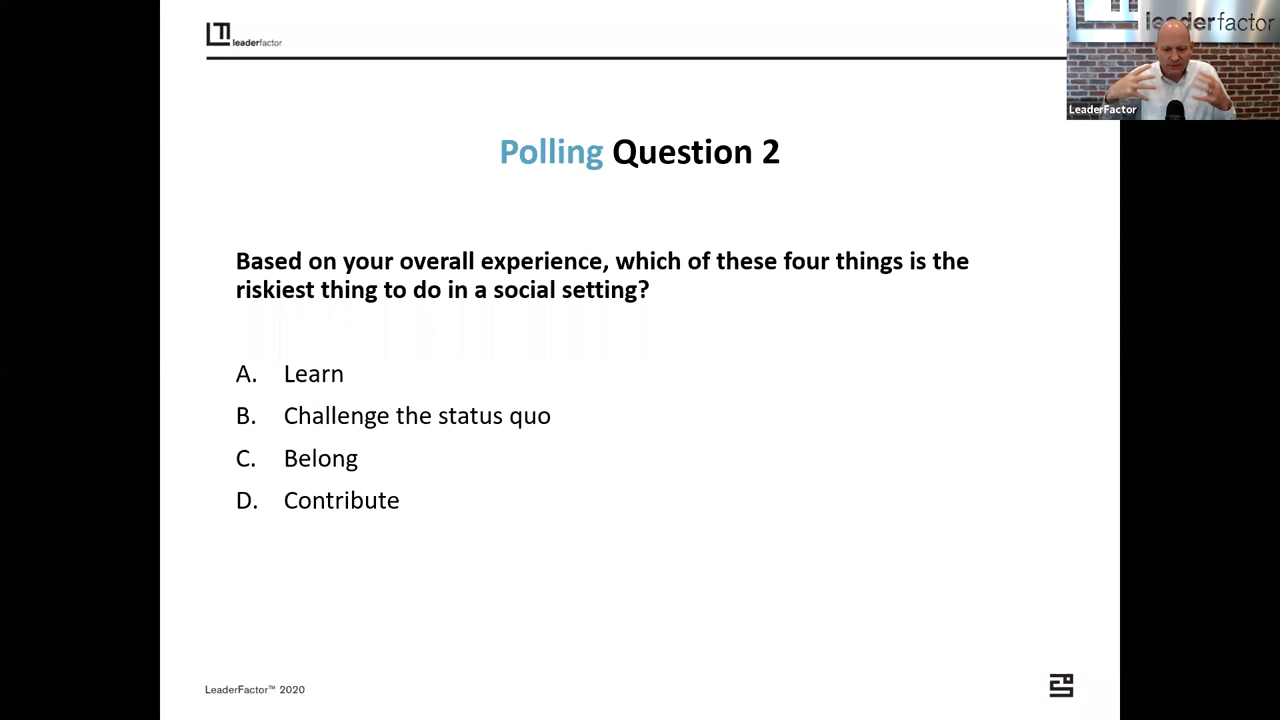 leaderfactor
leaderfactor
LeaderFactor
Polling Question 2
Based on your overall experience, which of these four things is the
riskiest thing to do in a social setting?
A. Learn
B. Challenge the status quo
C. Belong
D. Contribute
LeaderFactor™ 2020